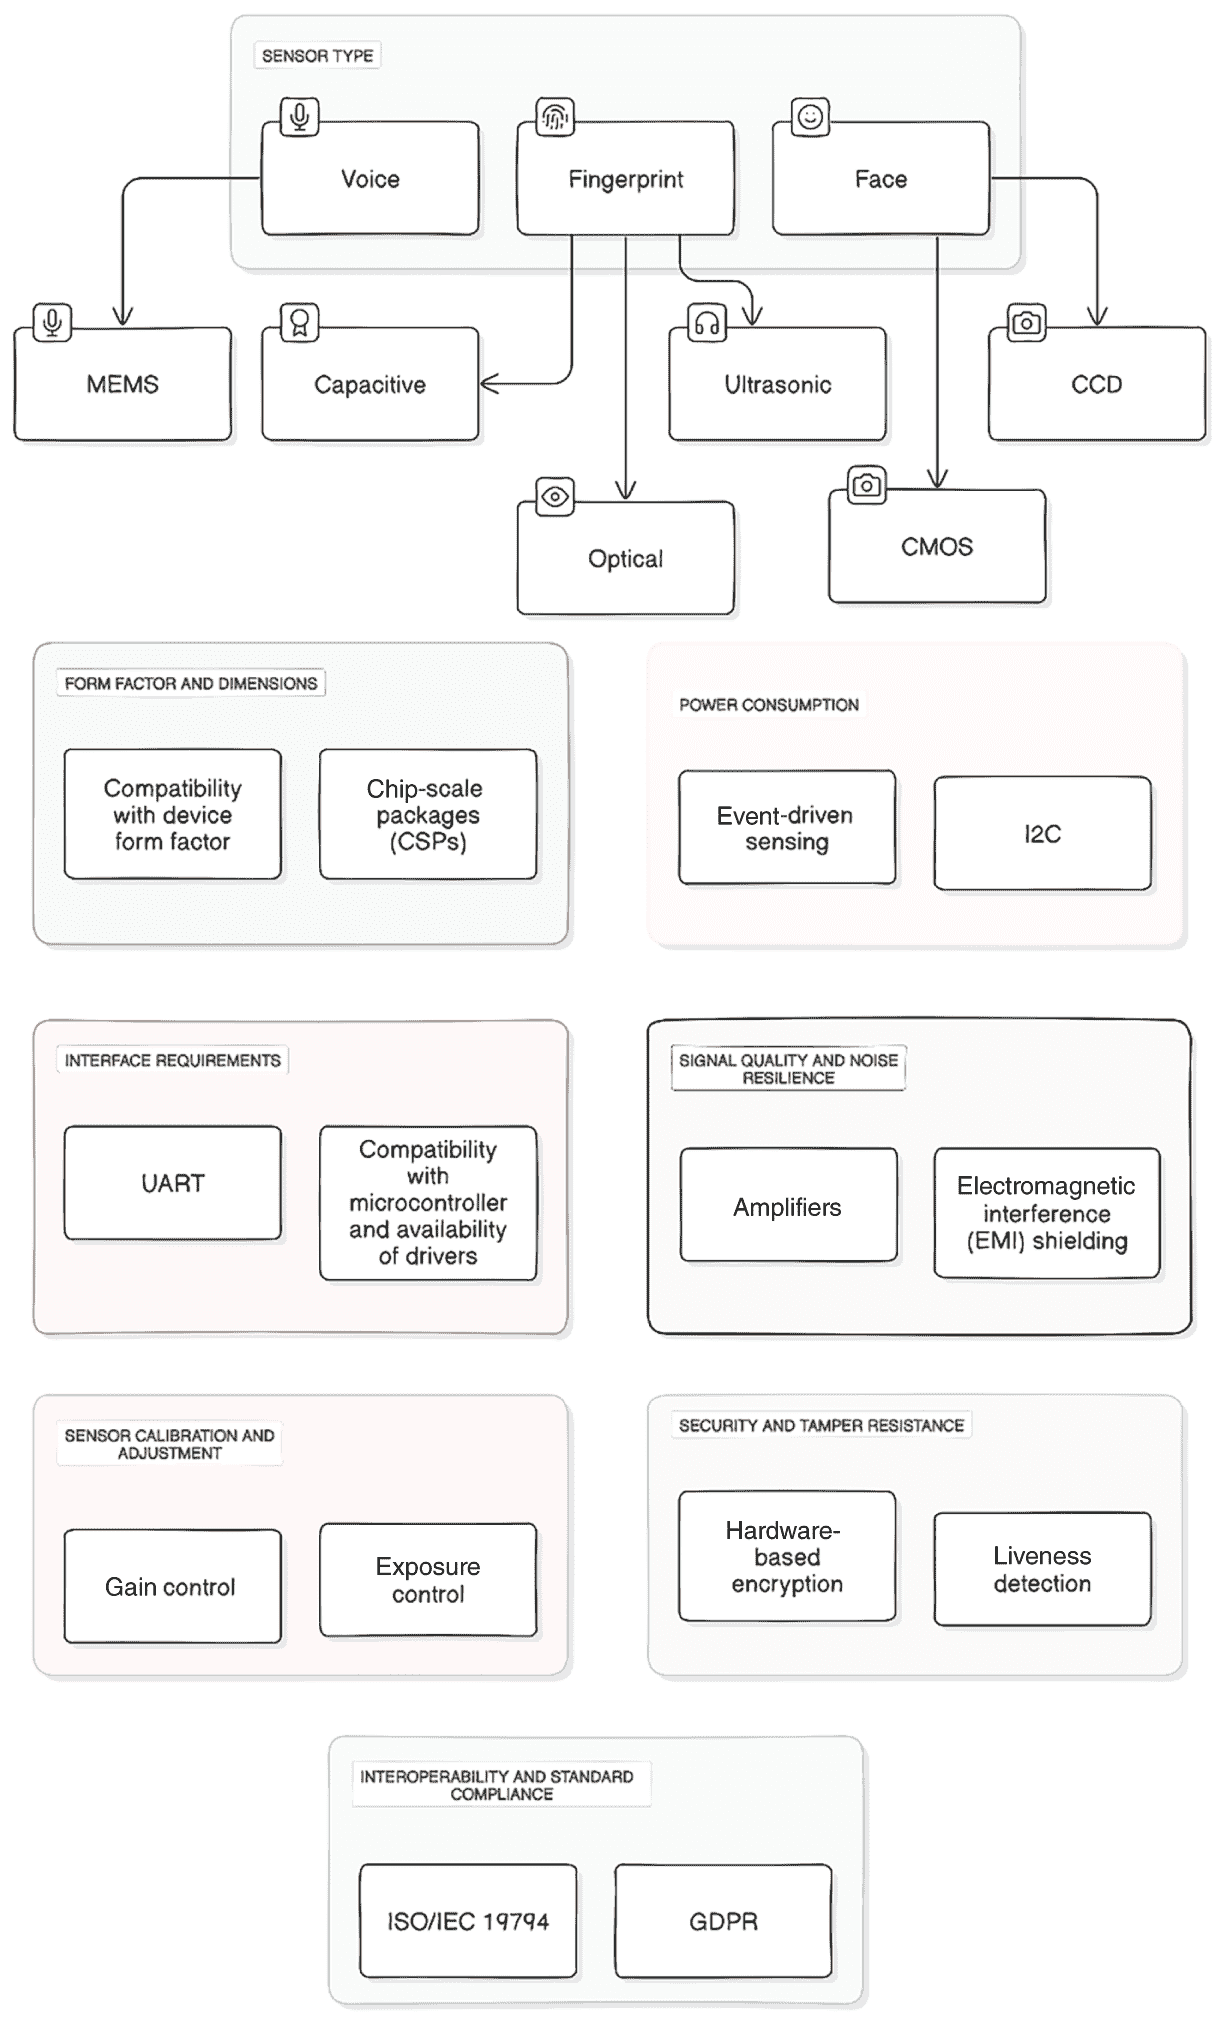 SENSOR TYPE
Voice
Fingerprint
Face
MEMS
Capacitive
Ultrasonic
CCD
Optical
CMOS
FORM FACTOR AND DIMENSIONS
Compatibility
with device
form factor
Chip-scale
packages
(CSPs)
POWER CONSUMPTION
Event-driven
sensing
I2C
INTERFACE REQUIREMENTS
UART
Compatibility
with
microcontroller
and availability
of drivers
SIGNAL QUALITY AND NOISE
RESILIENCE
Amplifiers
Electromagnetic
interference
(EMI) shielding
SENSOR CALIBRATION AND
ADJUSTMENT
Gain control
Exposure
control
SECURITY AND TAMPER RESISTANCE
Hardware-
based
encryption
Liveness
detection
INTEROPERABILITY AND STANDARD
COMPLIANCE
ISO/IEC 19794
GDPR